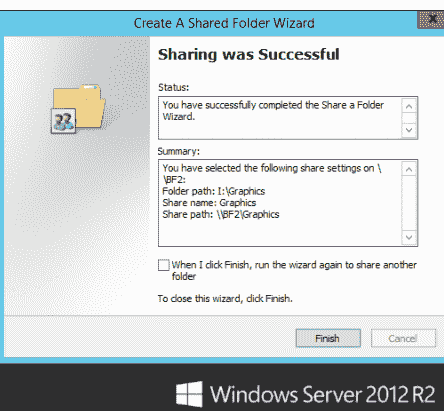 Create A Shared Folder Wizard
Sharing was Successful
Status:
You have successfully completed the Share a Folder
Wizard.
Summary:
You have selected the following share settings on \
\BF2:
Folder path: I:\Graphics
Share name: Graphics
Share path: \\BF2\Graphics
When I click Finish, run the wizard again to share another
folder
To close this wizard, click Finish.
Finish
Cancel
Windows Server 2012 R2